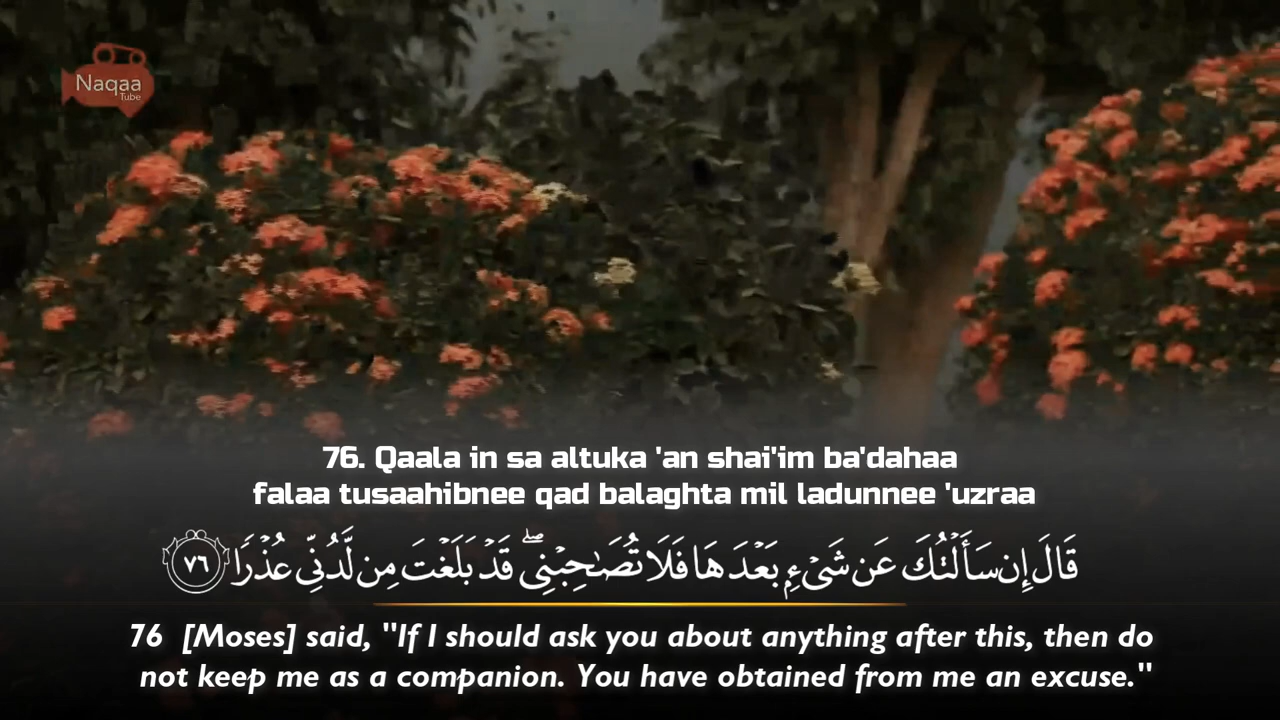 Naqaa
Tube
76. Qaala in sa altuka 'an shai'im ba'dahaa
falaa tusaahibnee qad balaghta mil ladunnee 'uzraa
قَالَ إِن سَأَلْتُكَ عَن شَىْءٍۭ بَعْدَهَا فَلَا تُصَـٰحِبْنِى ۖ قَدْ بَلَغْتَ مِن لَّدُنِّى عُذْرًا ٧٦
76 [Moses] said, "If I should ask you about anything after this, then do
not keep me as a companion. You have obtained from me an excuse."